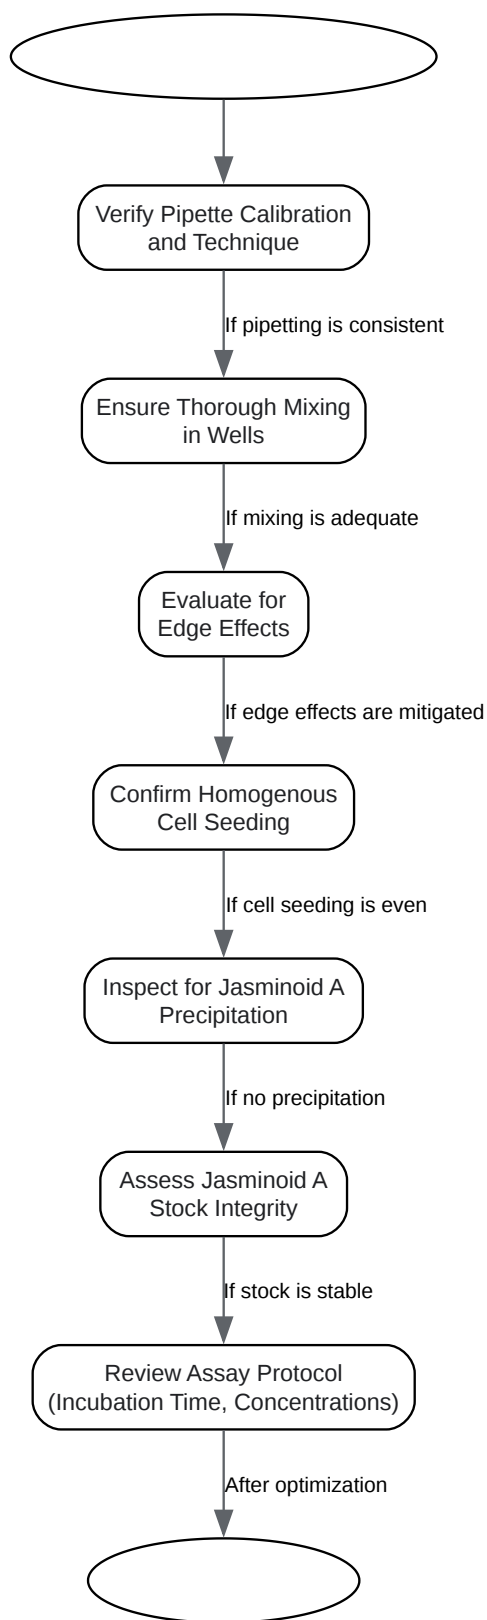 Verify Pipette Calibration
and Technique
If pipetting is consistent
Ensure Thorough Mixing
in Wells
If mixing is adequate
Evaluate for
Edge Effects
If edge effects are mitigated
Confirm Homogenous
Cell Seeding
If cell seeding is even
Inspect for Jasminoid A
Precipitation
If no precipitation
Assess Jasminoid A
Stock Integrity
If stock is stable
Review Assay Protocol
(Incubation Time, Concentrations)
After optimization